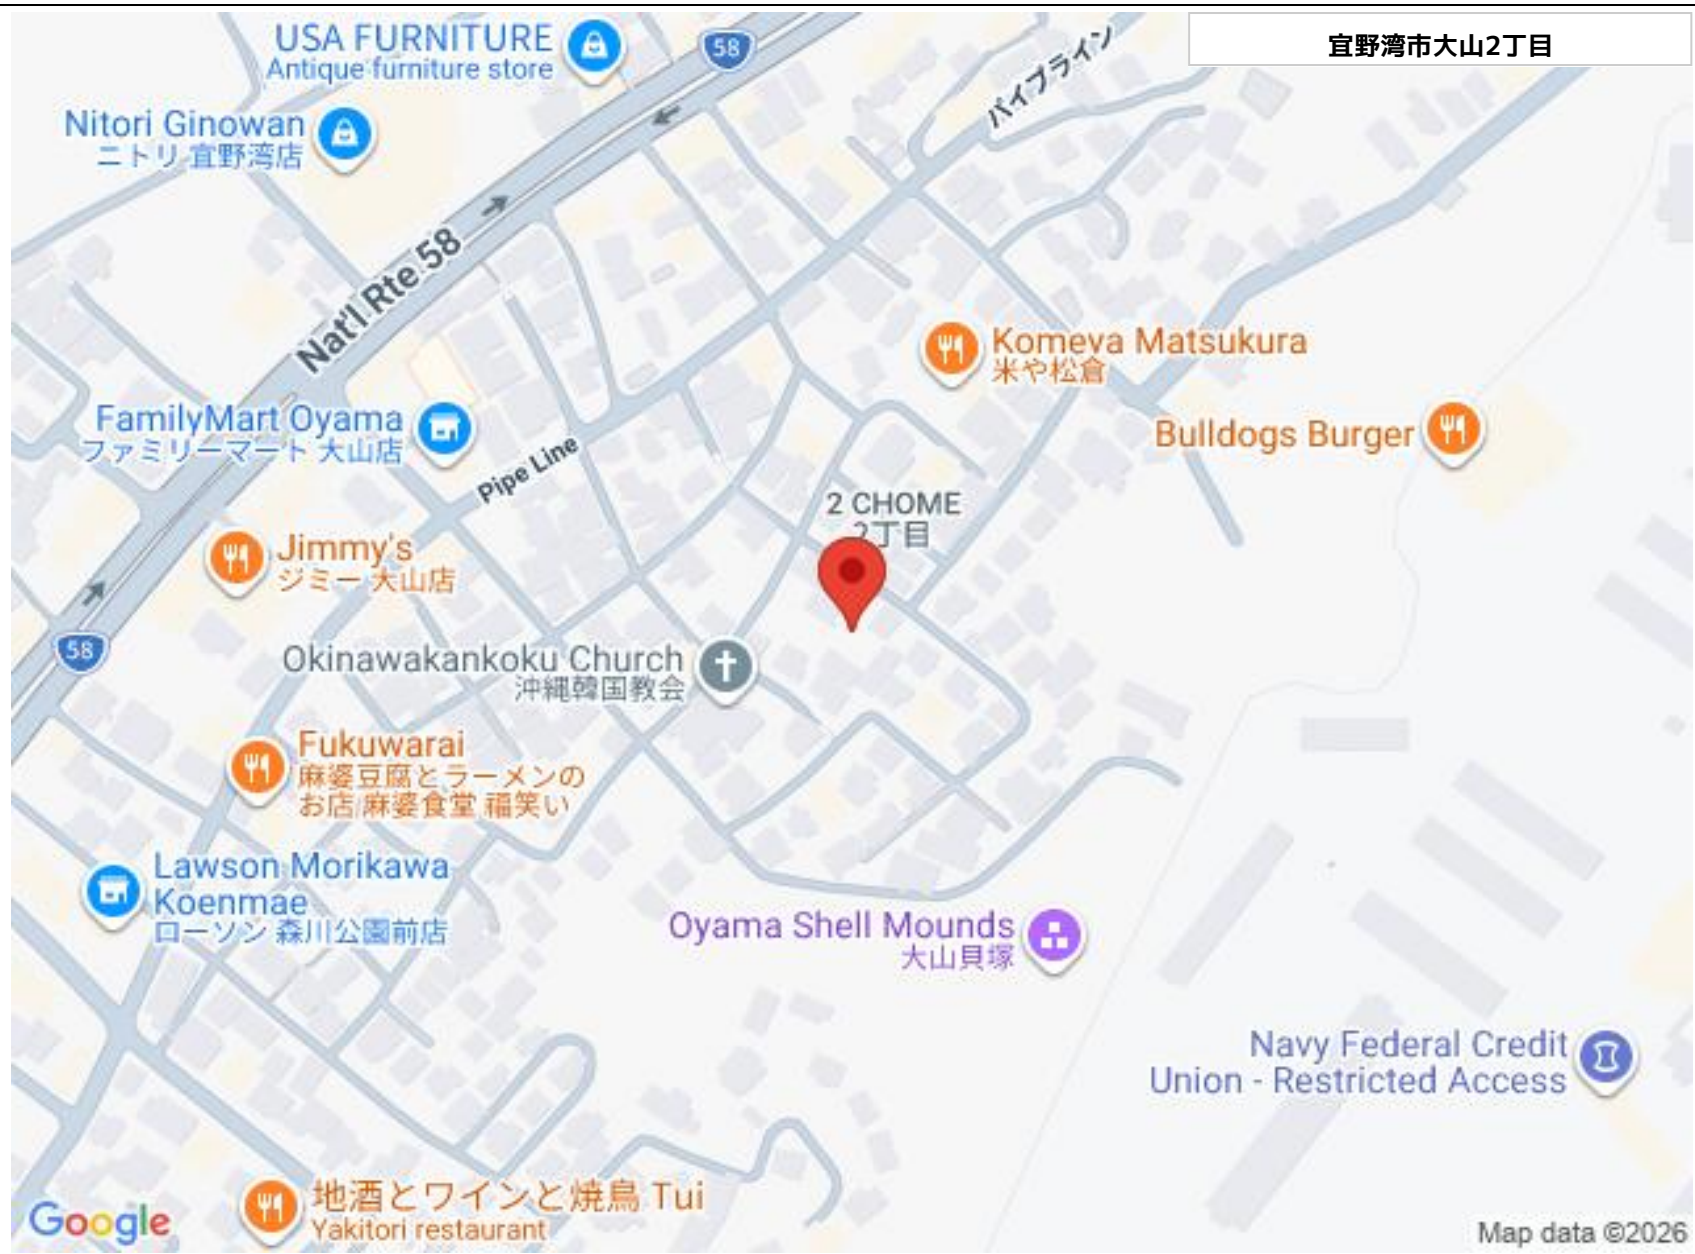 宜野湾市大山2丁目
USA FURNITURE
Antique furniture store
58
パイプライン
Nitori Ginowan
ニトリ 宜野湾店
Nat'l Rte 58
Komeya Matsukura
米や松倉
FamilyMart Oyama
ファミリーマート 大山店
Bulldogs Burger
Pipe Line
2 CHOME
2丁目
Jimmy's
ジミー 大山店
58
Okinawakankoku Church
沖縄韓国教会
Fukuwarai
麻婆豆腐とラーメンの
お店 麻婆食堂 福笑い
Lawson Morikawa
Koenmae
ローソン 森川公園前店
Oyama Shell Mounds
大山貝塚
Navy Federal Credit
Union - Restricted Access
地酒とワインと焼鳥 Tui
Yakitori restaurant
Google
Map data ©2026